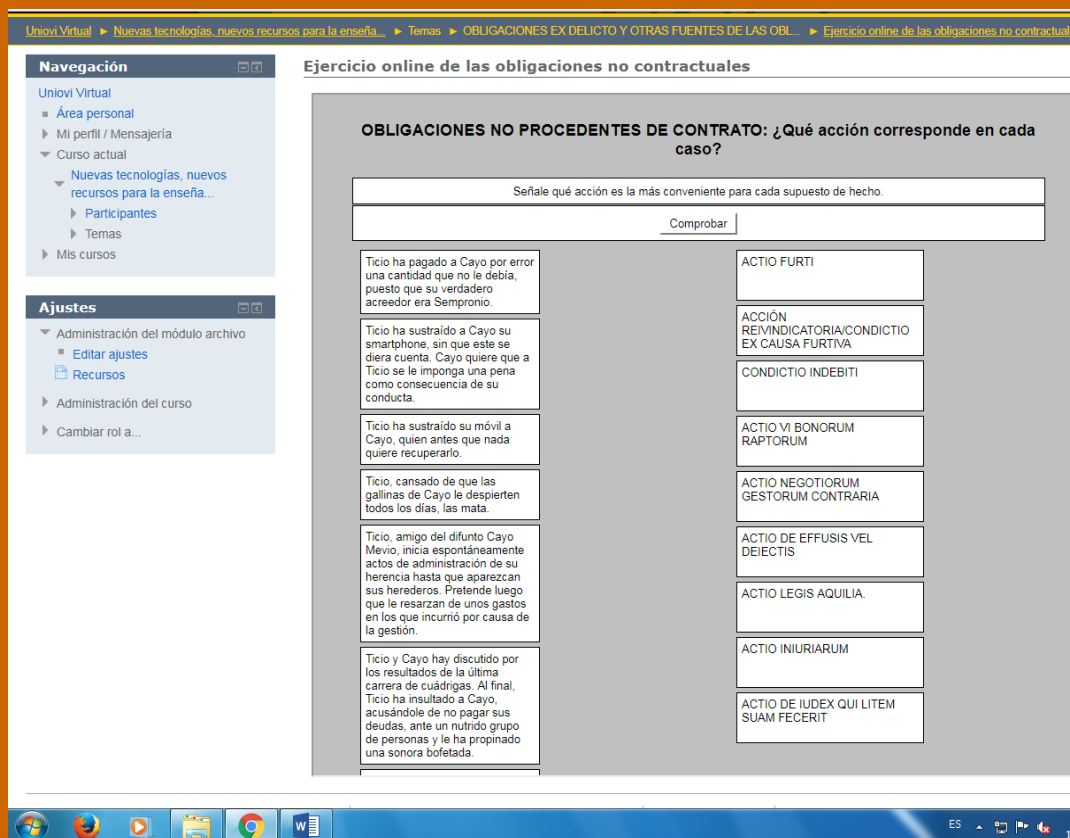 Uniovi Virtual ► Nuevas tecnologías, nuevos recursos para la enseña... ► Temas ► OBLIGACIONES EX DELICTO Y OTRAS FUENTES DE LAS OBL... ► Ejercicio online de las obligaciones no contractual
Navegación
Uniovi Virtual
Área personal
Mi perfil / Mensajería
Curso actual
Nuevas tecnologías, nuevos
recursos para la enseña...
Participantes
Temas
Mis cursos
Ajustes
Administración del módulo archivo
Editar ajustes
Recursos
Administración del curso
Cambiar rol a...
Ejercicio online de las obligaciones no contractuales
OBLIGACIONES NO PROCEDENTES DE CONTRATO: ¿Qué acción corresponde en cada
caso?
Señale qué acción es la más conveniente para cada supuesto de hecho.
Comprobar
Ticio ha pagado a Cayo por error
una cantidad que no le debía,
puesto que su verdadero
acreedor era Sempronio.
Ticio ha sustraído a Cayo su
smartphone, sin que este se
diera cuenta. Cayo quiere que a
Ticio se le imponga una pena
como consecuencia de su
conducta.
Ticio ha sustraído su móvil a
Cayo, quien antes que nada
quiere recuperarlo.
Ticio, cansado de que las
gallinas de Cayo le despierten
todos los días, las mata.
Ticio, amigo del difunto Cayo
Mevio, inicia espontáneamente
actos de administración de su
herencia hasta que aparezcan
sus herederos. Pretende luego
que le resarzan de unos gastos
en los que incurrió por causa de
la gestión.
Ticio y Cayo hay discutido por
los resultados de la última
carrera de cuádrigas. Al final,
Ticio ha insultado a Cayo,
acusándole de no pagar sus
deudas, ante un nutrido grupo
de personas y le ha propinado
una sonora bofetada.
ACTIO FURTI
ACCIÓN
REIVINDICATORIA/CONDICTIO
EX CAUSA FURTIVA
CONDICTIO INDEBITI
ACTIO VI BONORUM
RAPTORUM
ACTIO NEGOTIORUM
GESTORUM CONTRARIA
ACTIO DE EFFUSIS VEL
DEIECTIS
ACTIO LEGIS AQUILIA.
ACTIO INIURIARUM
ACTIO DE IUDEX QUI LITEM
SUAM FECERIT
ES